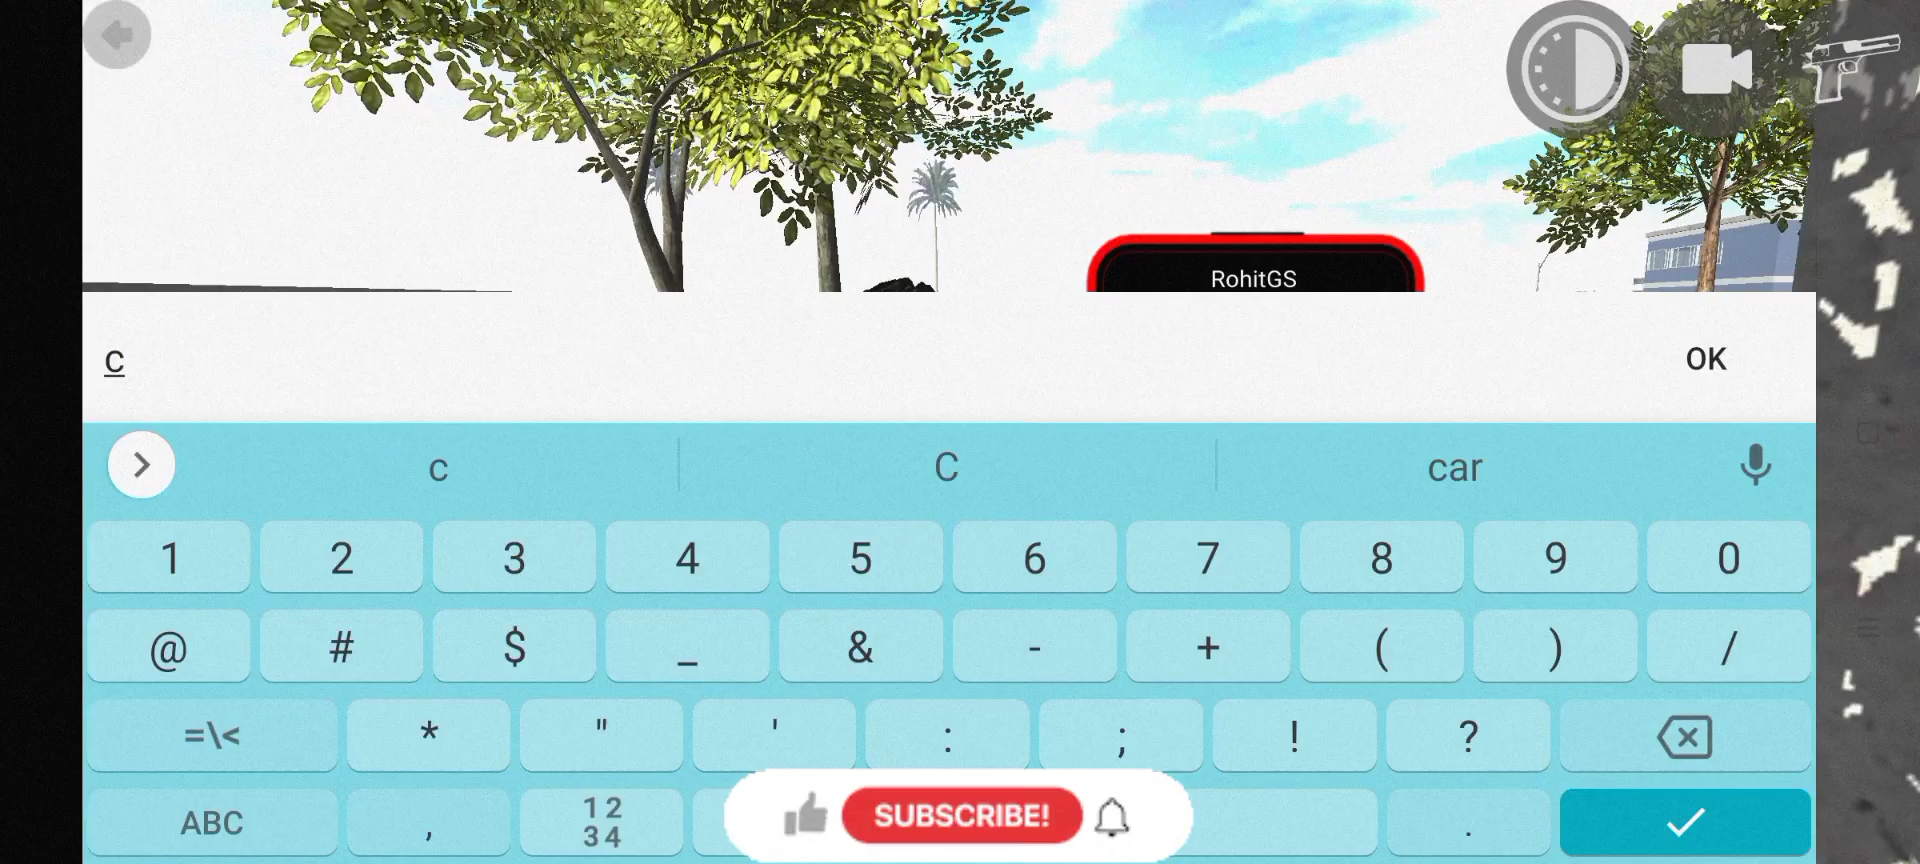 RohitGS
c
OK
c C car
1 2 3 4 5 6 7 8 9 0
@ # $ _ & - + ( ) /
=\< * " ' : ; ! ?
ABC , 12 .
34
SUBSCRIBE!